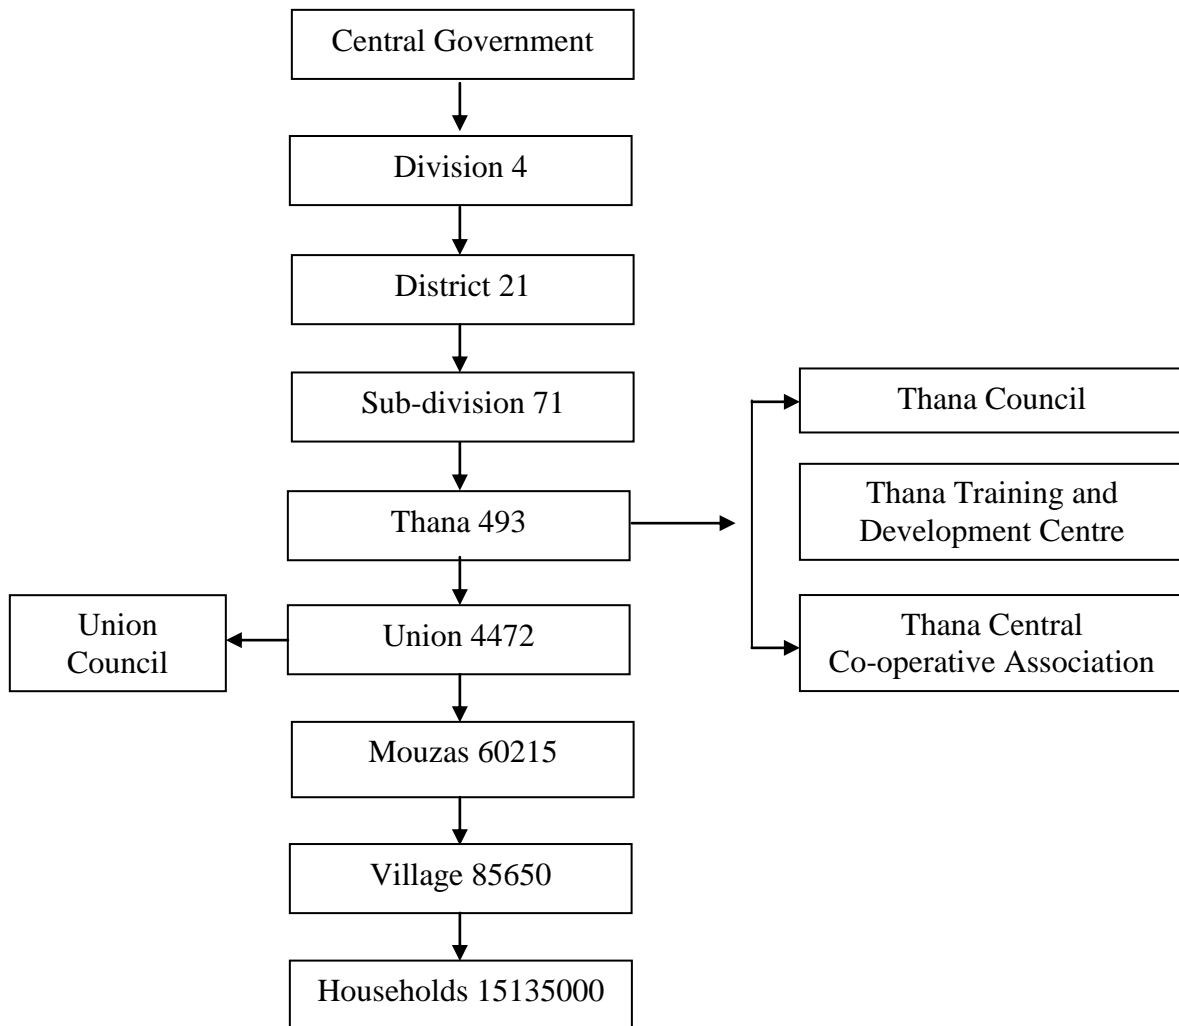 Central Government
Division 4
District 21
Sub-division 71
Thana Council
Thana 493
Thana Training and
Development Centre
Union
Council
Union 4472
Thana Central
Co-operative Association
Mouzas 60215
Village 85650
Households 15135000